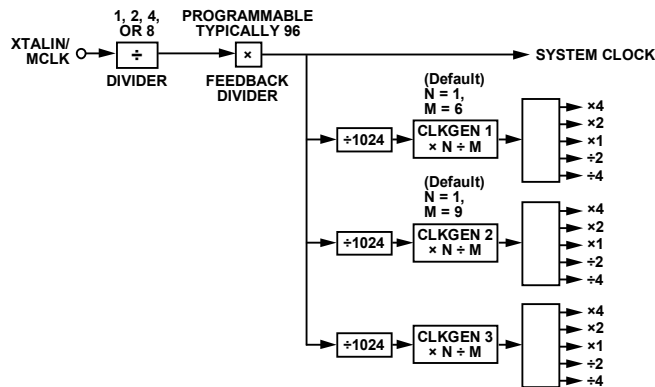 1, 2, 4,
OR 8
PROGRAMMABLE
TYPICALLY 96
XTALIN/
MCLK
÷
×
SYSTEM CLOCK
DIVIDER
FEEDBACK
DIVIDER
(Default)
N = 1,
M = 6
÷1024
CLKGEN 1
× N ÷ M
×4
×2
×1
÷2
÷4
(Default)
N = 1,
M = 9
÷1024
CLKGEN 2
× N ÷ M
×4
×2
×1
÷2
÷4
÷1024
CLKGEN 3
× N ÷ M
×4
×2
×1
÷2
÷4